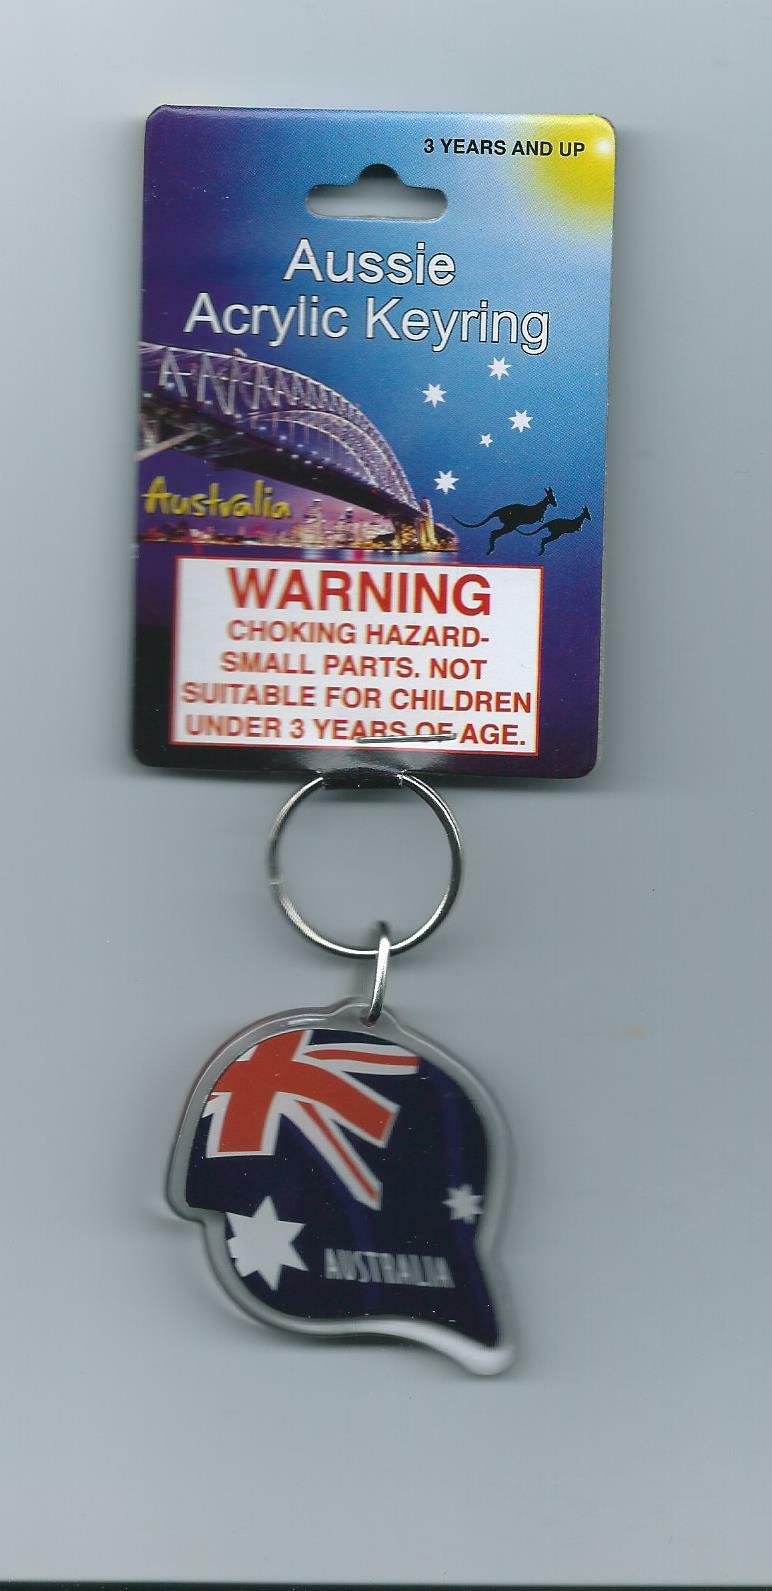 3 YEARS AND UP
Aussie
Acrylic Keyring
Australia
WARNING
CHOKING HAZARD-
SMALL PARTS. NOT
SUITABLE FOR CHILDREN
UNDER 3 YEARS OF AGE.
AUSTRALIA